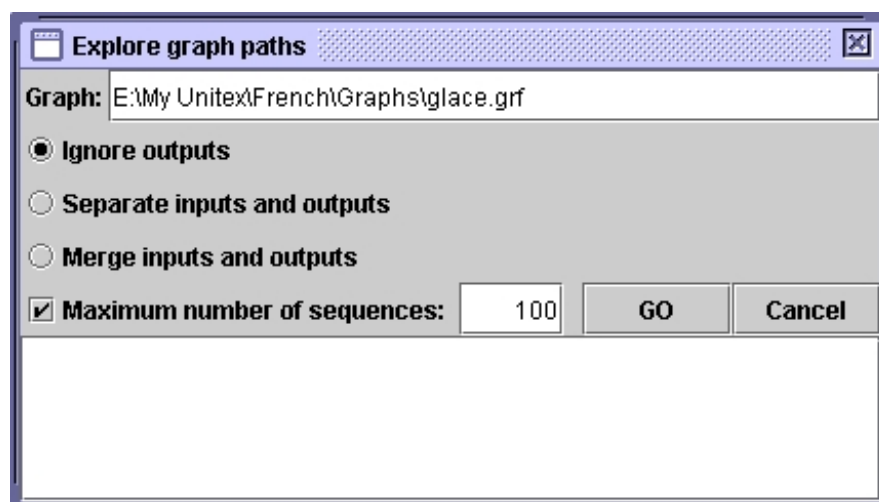 Explore graph paths
Graph: E:\My Unitex\French\Graphs\glace.grf
Ignore outputs
Separate inputs and outputs
Merge inputs and outputs
Maximum number of sequences: 100 GO Cancel